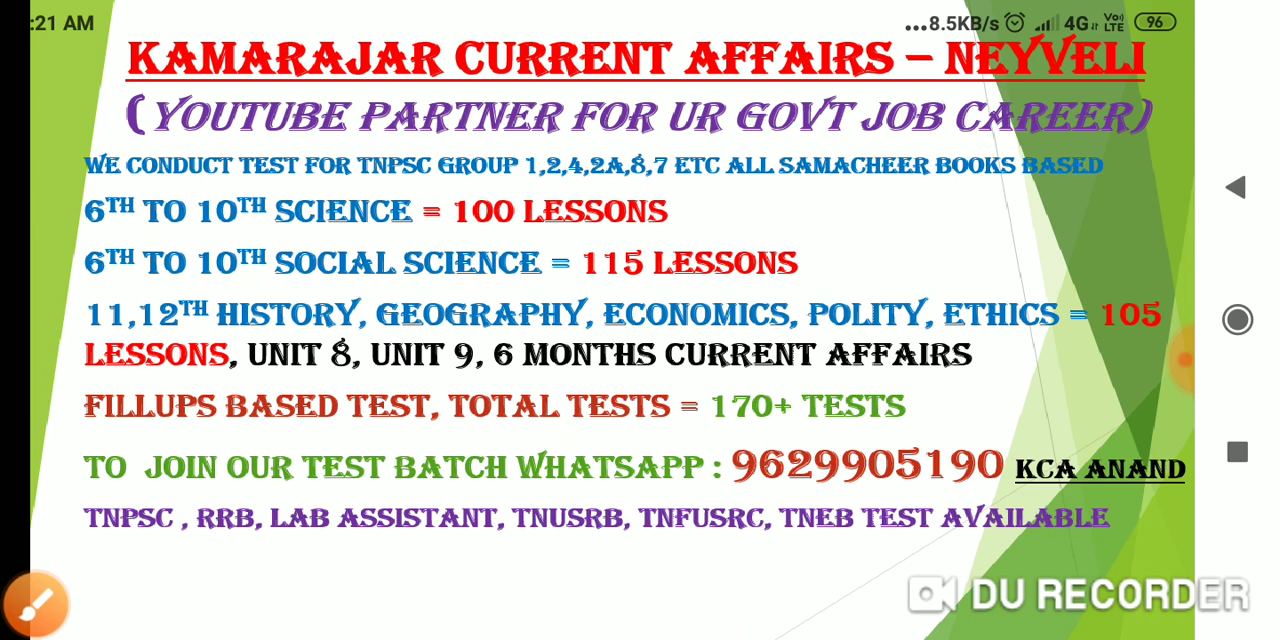 :21 AM ...8.5KB/s 4G Vo) LTE 96
KAMARAJAR CURRENT AFFAIRS – NEYVELI
( YOUTUBE PARTNER FOR UR GOVT JOB CAREER)
WE CONDUCT TEST FOR TNPSC GROUP 1,2,4,2A,8,7 ETC ALL SAMACHEER BOOKS BASED
6TH TO 10TH SCIENCE = 100 LESSONS
6TH TO 10TH SOCIAL SCIENCE = 115 LESSONS
11,12TH HISTORY, GEOGRAPHY, ECONOMICS, POLITY, ETHICS = 105
LESSONS, UNIT 8, UNIT 9, 6 MONTHS CURRENT AFFAIRS
FILLUPS BASED TEST, TOTAL TESTS = 170+ TESTS
TO JOIN OUR TEST BATCH WHATSAPP : 9629905190 KCA ANAND
TNPSC , RRB, LAB ASSISTANT, TNUSRB, TNFUSRC, TNEB TEST AVAILABLE
DU RECORDER